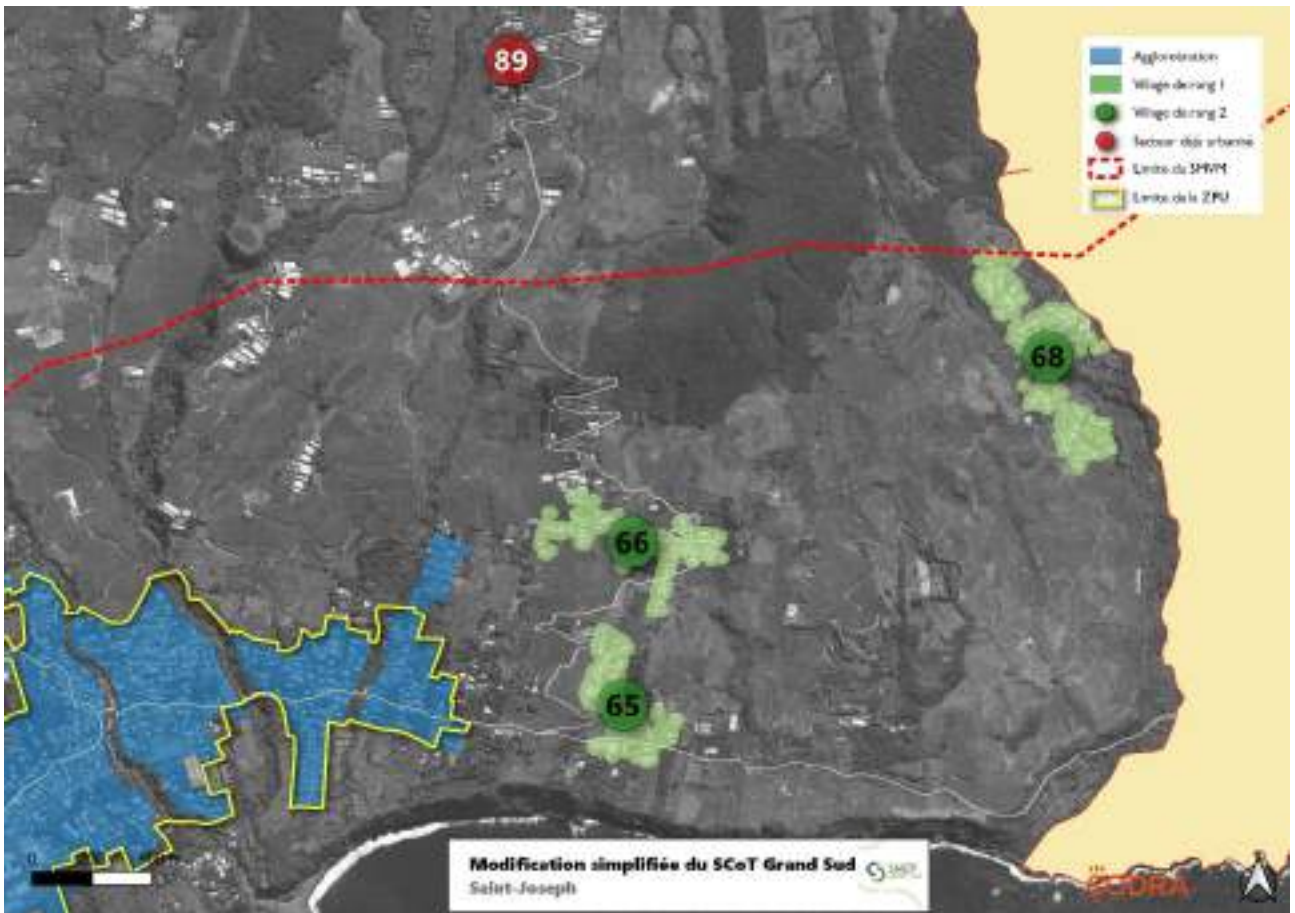 89
Agglomération
Village de rang 1
Village de rang 2
Secteur déjà urbanisé
Limite du SMVM
Limite de la ZPU
68
66
65
0
Modification simplifiée du SCoT Grand Sud
Saint-Joseph